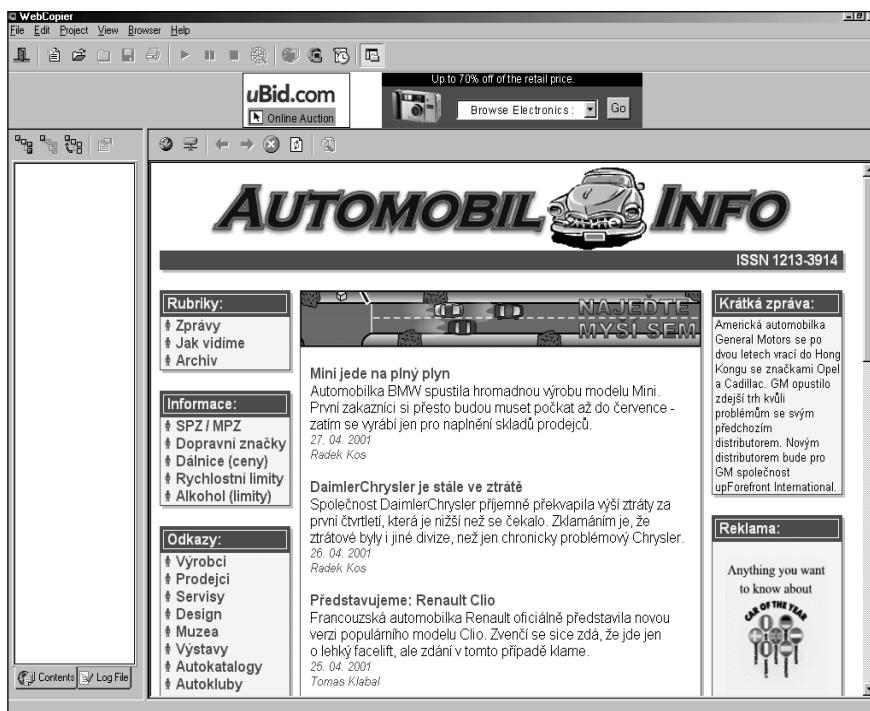 WebCopier
File Edit Project View Browser Help
uBid.com
Online Auction
Up to 70% off of the retail price.
Browse Electronics :
Go
AUTOMOBIL INFO
ISSN 1213-3914
Rubriky:
Zprávy
Jak vidíme
Archiv
Informace:
SPZ / MPZ
Dopravní značky
Dálnice (ceny)
Rychlostní limity
Alkohol (limity)
Odkazy:
Výrobci
Prodejci
Servisy
Design
Muzea
Výstavy
Autokatalogy
Autokluby
NAJEĎTE
MYŠÍ SEM
Mini jede na plný plyn
Automobilka BMW spustila hromadnou výrobu modelu Mini.
První zakazníci si přesto budou muset počkat až do července -
zatím se vyrábí jen pro naplnění skladů prodejců.
27. 04. 2001
Radek Kos
DaimlerChrysler je stále ve ztrátě
Společnost DaimlerChrysler příjemně překvapila výší ztráty za
první čtvrtletí, která je nižší než se čekalo. Zklamáním je, že
ztrátové byly i jiné divize, než jen chronicky problémový Chrysler.
26. 04. 2001
Radek Kos
Představujeme: Renault Clio
Francouzská automobilka Renault oficiálně představila novou
verzi populárního modelu Clio. Zvenčí se sice zdá, že jde jen
o lehký facelift, ale zdání v tomto případě klame.
25. 04. 2001
Tomas Klabal
Krátká zpráva:
Americká automobilka
General Motors se po
dvou letech vrací do Hong
Kongu se značkami Opel
a Cadillac. GM opustilo
zdejší trh kvůli
problémům se svým
předchozím
distributorem. Novým
distributorem bude pro
GM společnost
upForefront International.
Reklama:
Anything you want
to know about
CAR OF THE YEAR
Contents
Log File